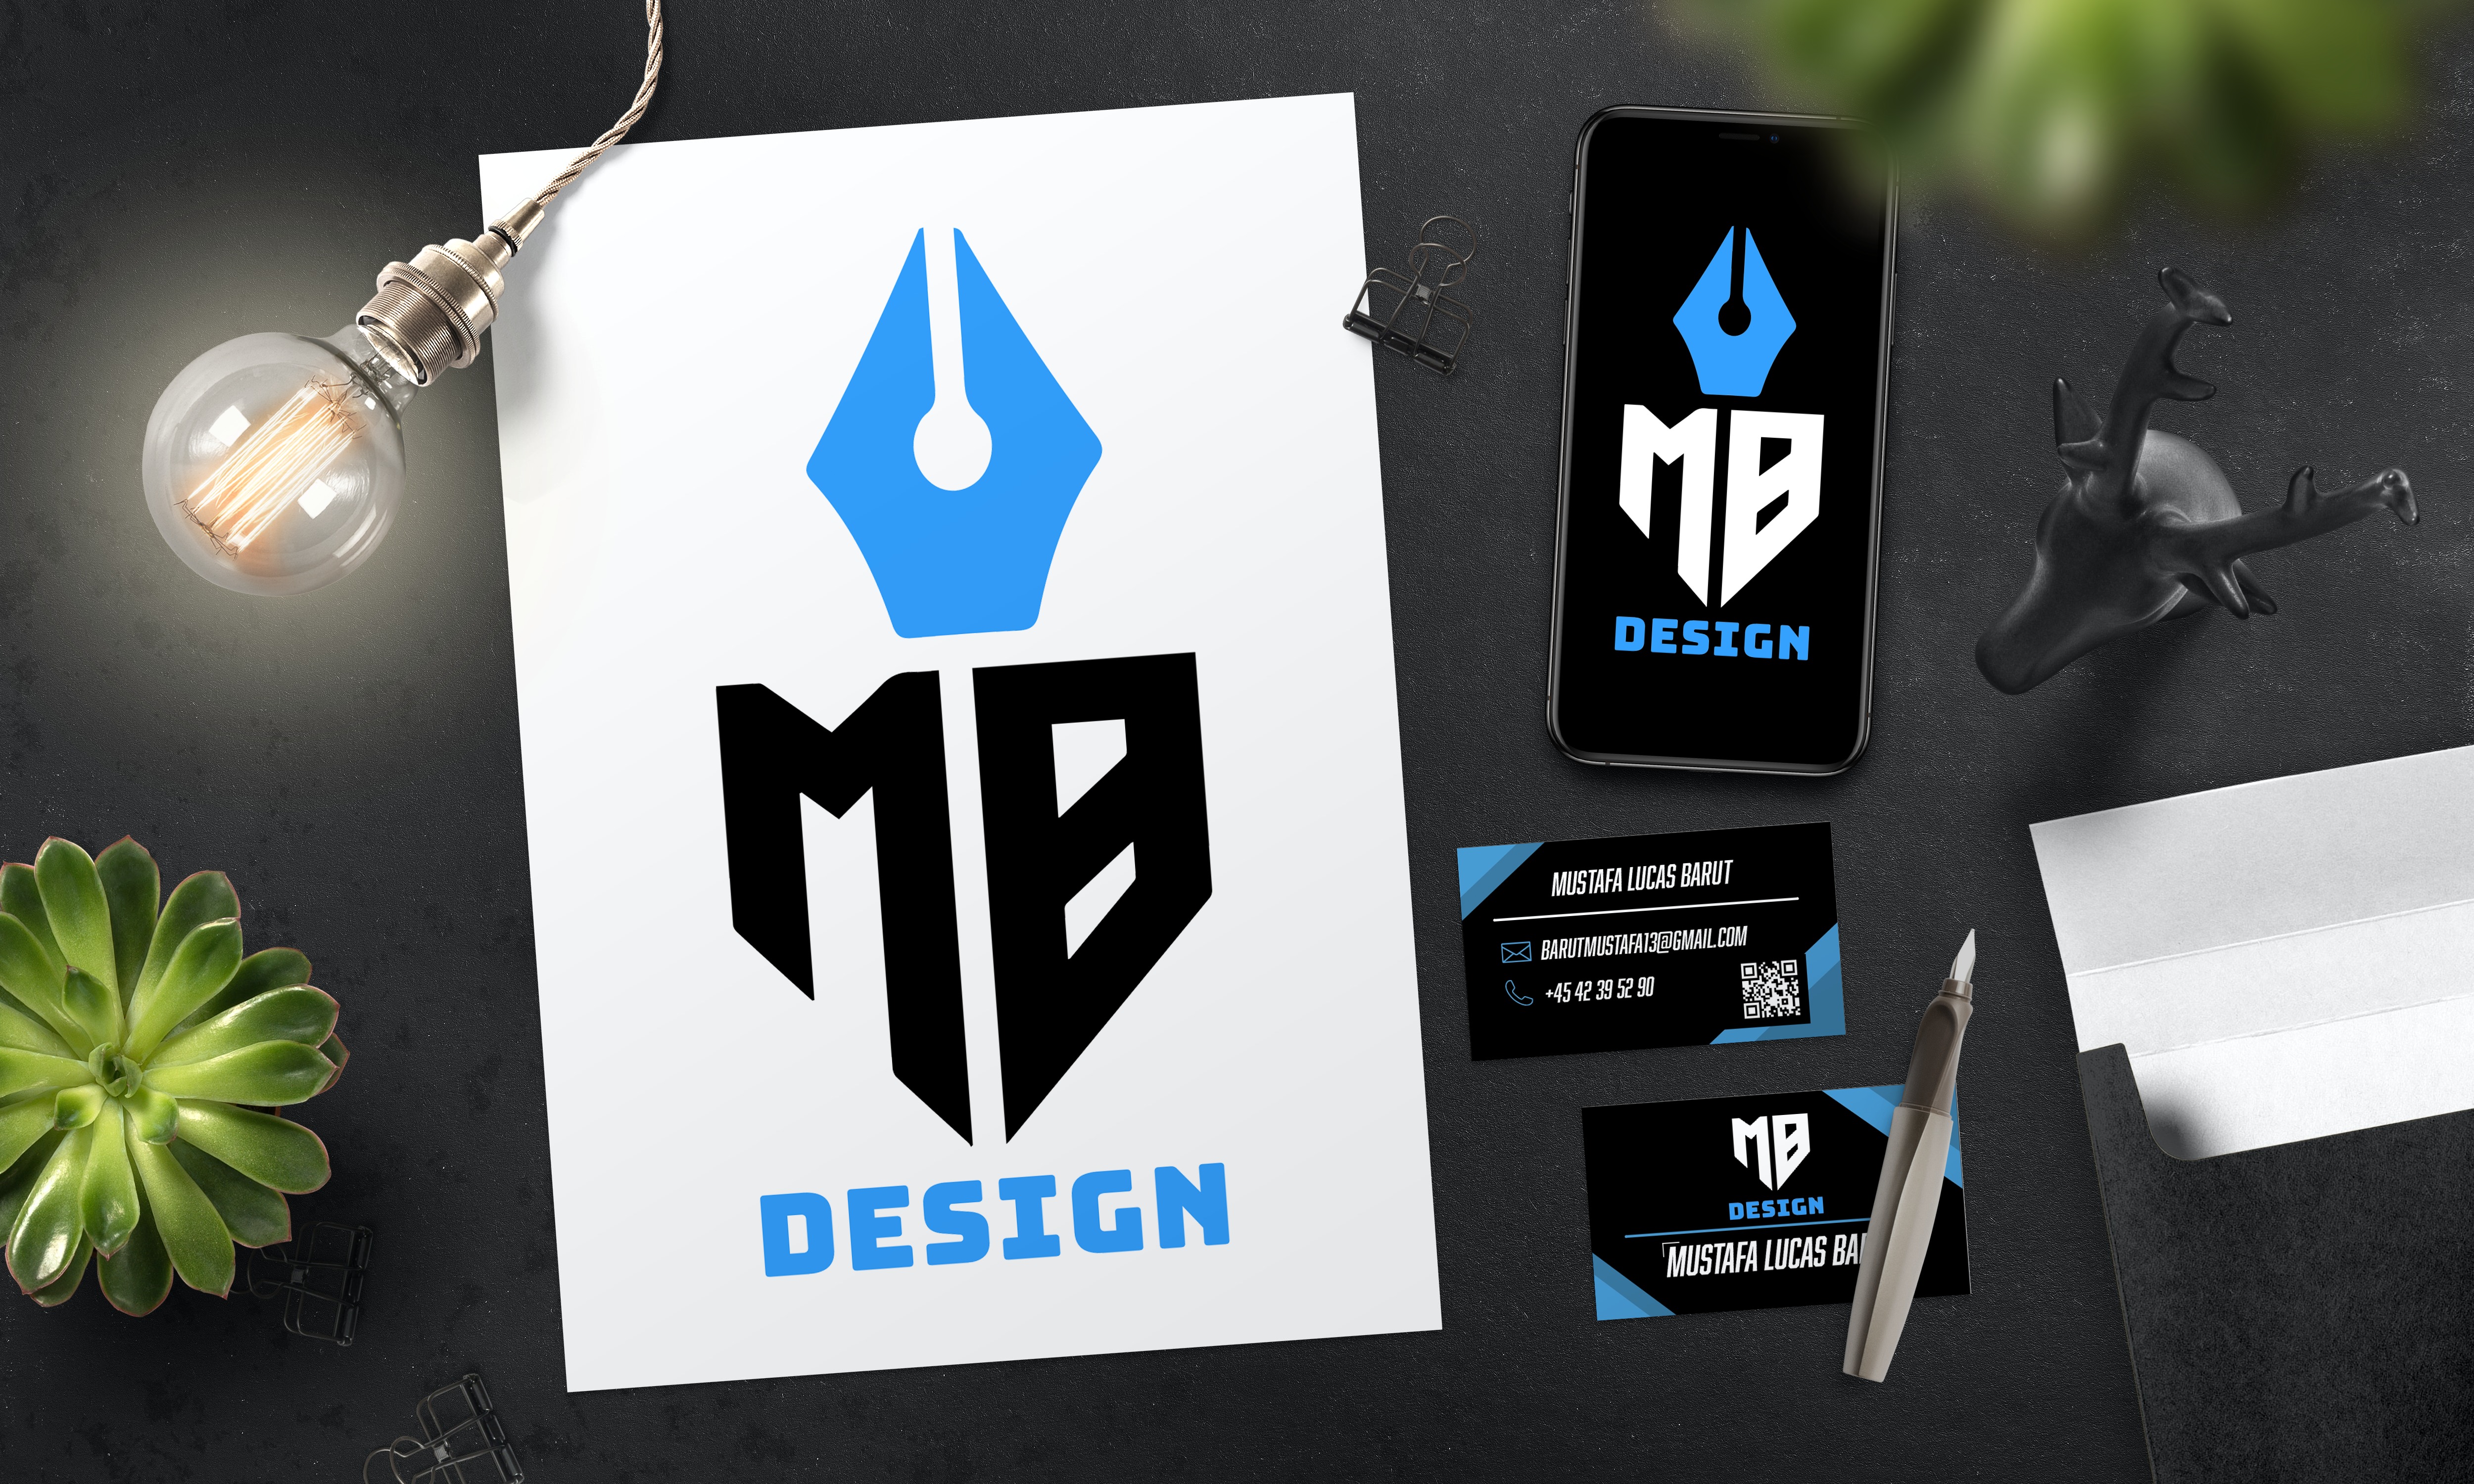 MB
DESIGN
MB
DESIGN
MUSTAFA LUCAS BARUT
BARUTMUSTAFA13@GMAIL.COM
+45 42 39 52 90
MB
DESIGN
MUSTAFA LUCAS BA